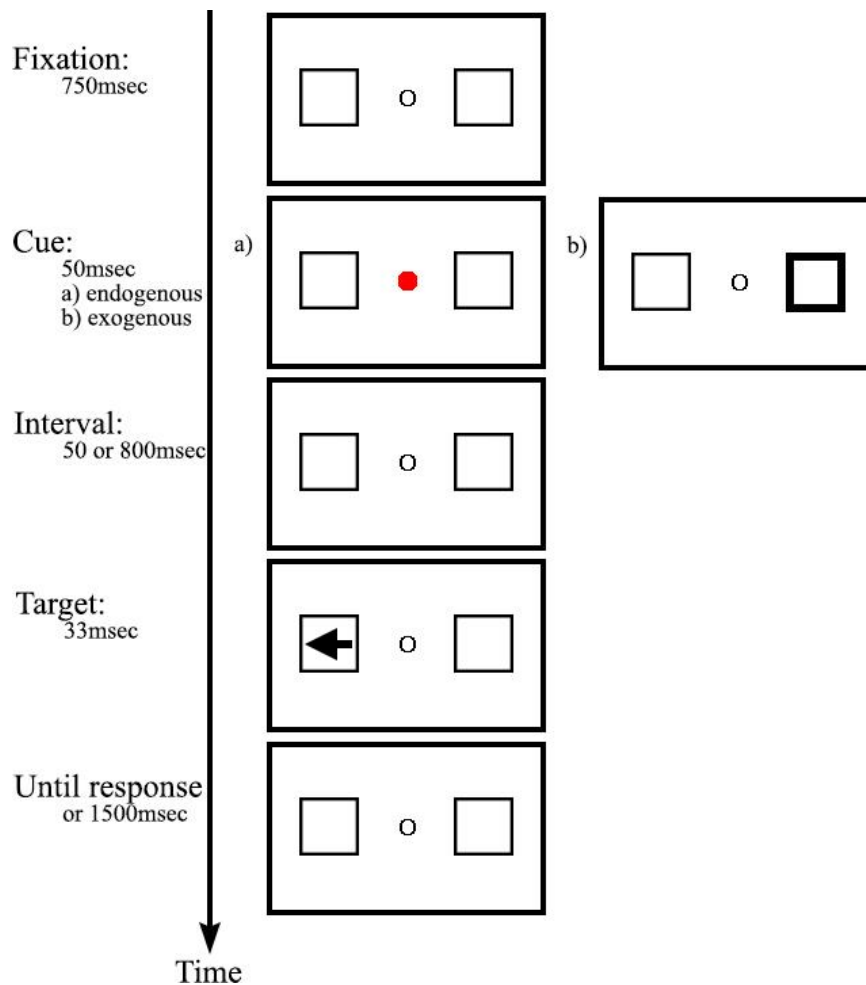 Fixation:
750msec
Cue:
50msec
a) endogenous
b) exogenous
a)
b)
Interval:
50 or 800msec
Target:
33msec
Until response
or 1500msec
Time